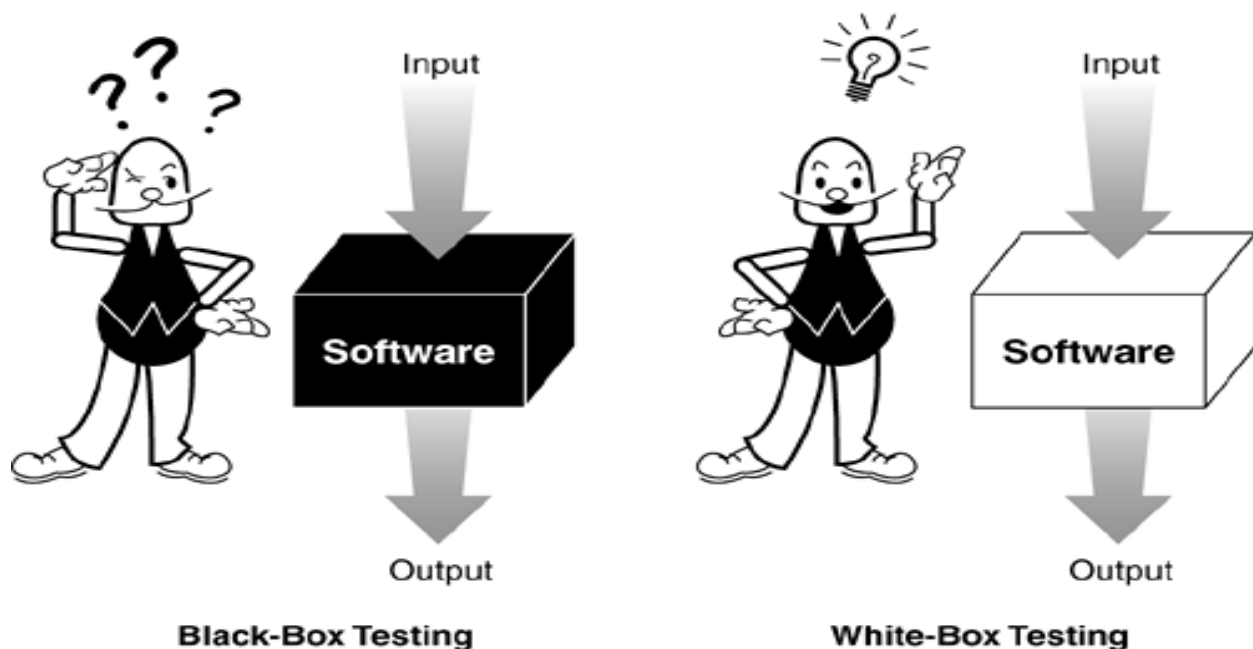 ? ? ?
Input
Software
Output
Black-Box Testing
Input
Software
Output
White-Box Testing